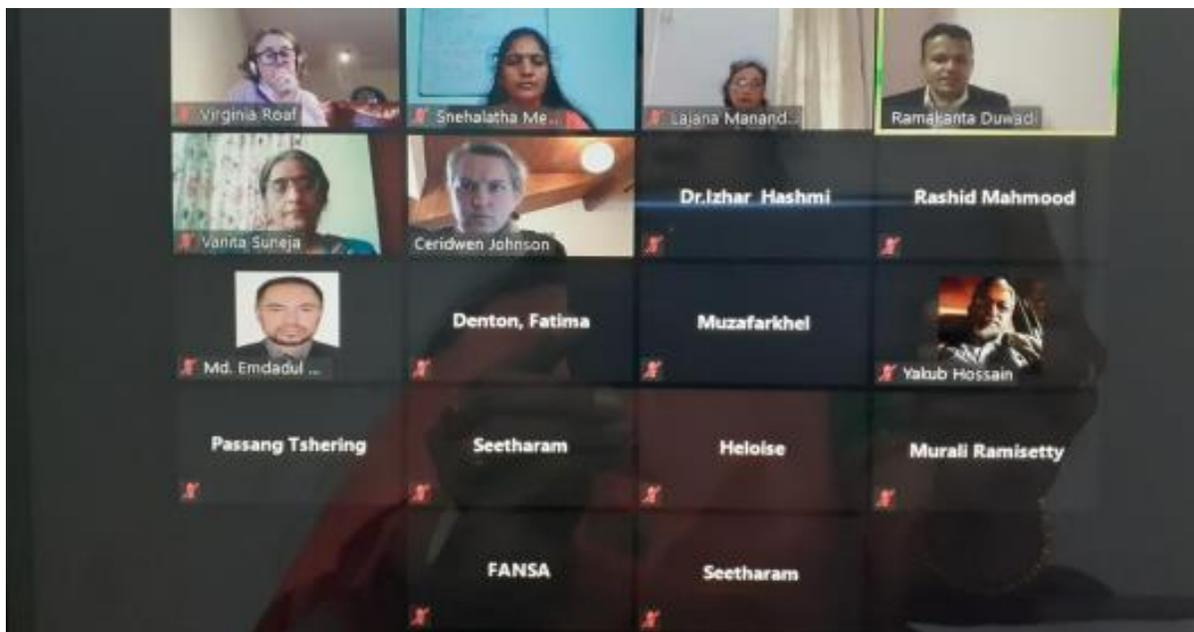 Virginia Roaf
Snehalatha Me...
Lajana Manand...
Ramakanta Duwadi
Vanita Suneja
Ceridwen Johnson
Dr.Izhar Hashmi
Rashid Mahmood
Md. Emdadul ...
Denton, Fatima
Muzafarkhel
Yakub Hossain
Passang Tshering
Seetharam
Heloise
Murali Ramisetty
FANSA
Seetharam